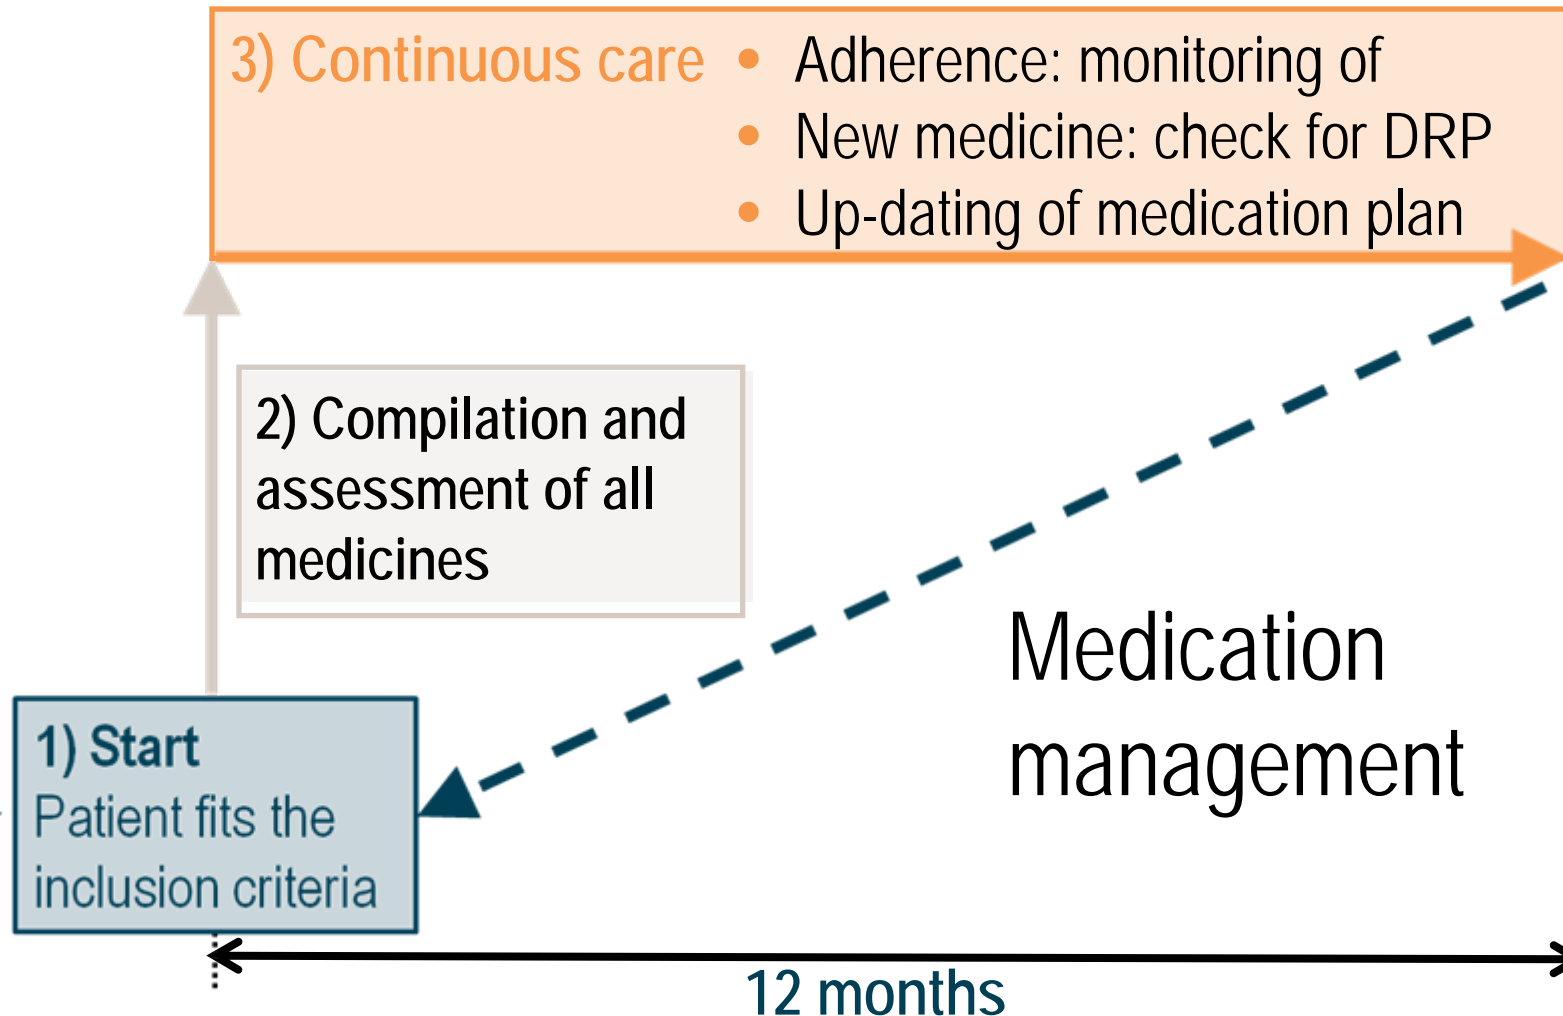 3) Continuous care
• Adherence: monitoring of
• New medicine: check for DRP
• Up-dating of medication plan
2) Compilation and
assessment of all
medicines
Medication
management
1) Start
Patient fits the
inclusion criteria
12 months